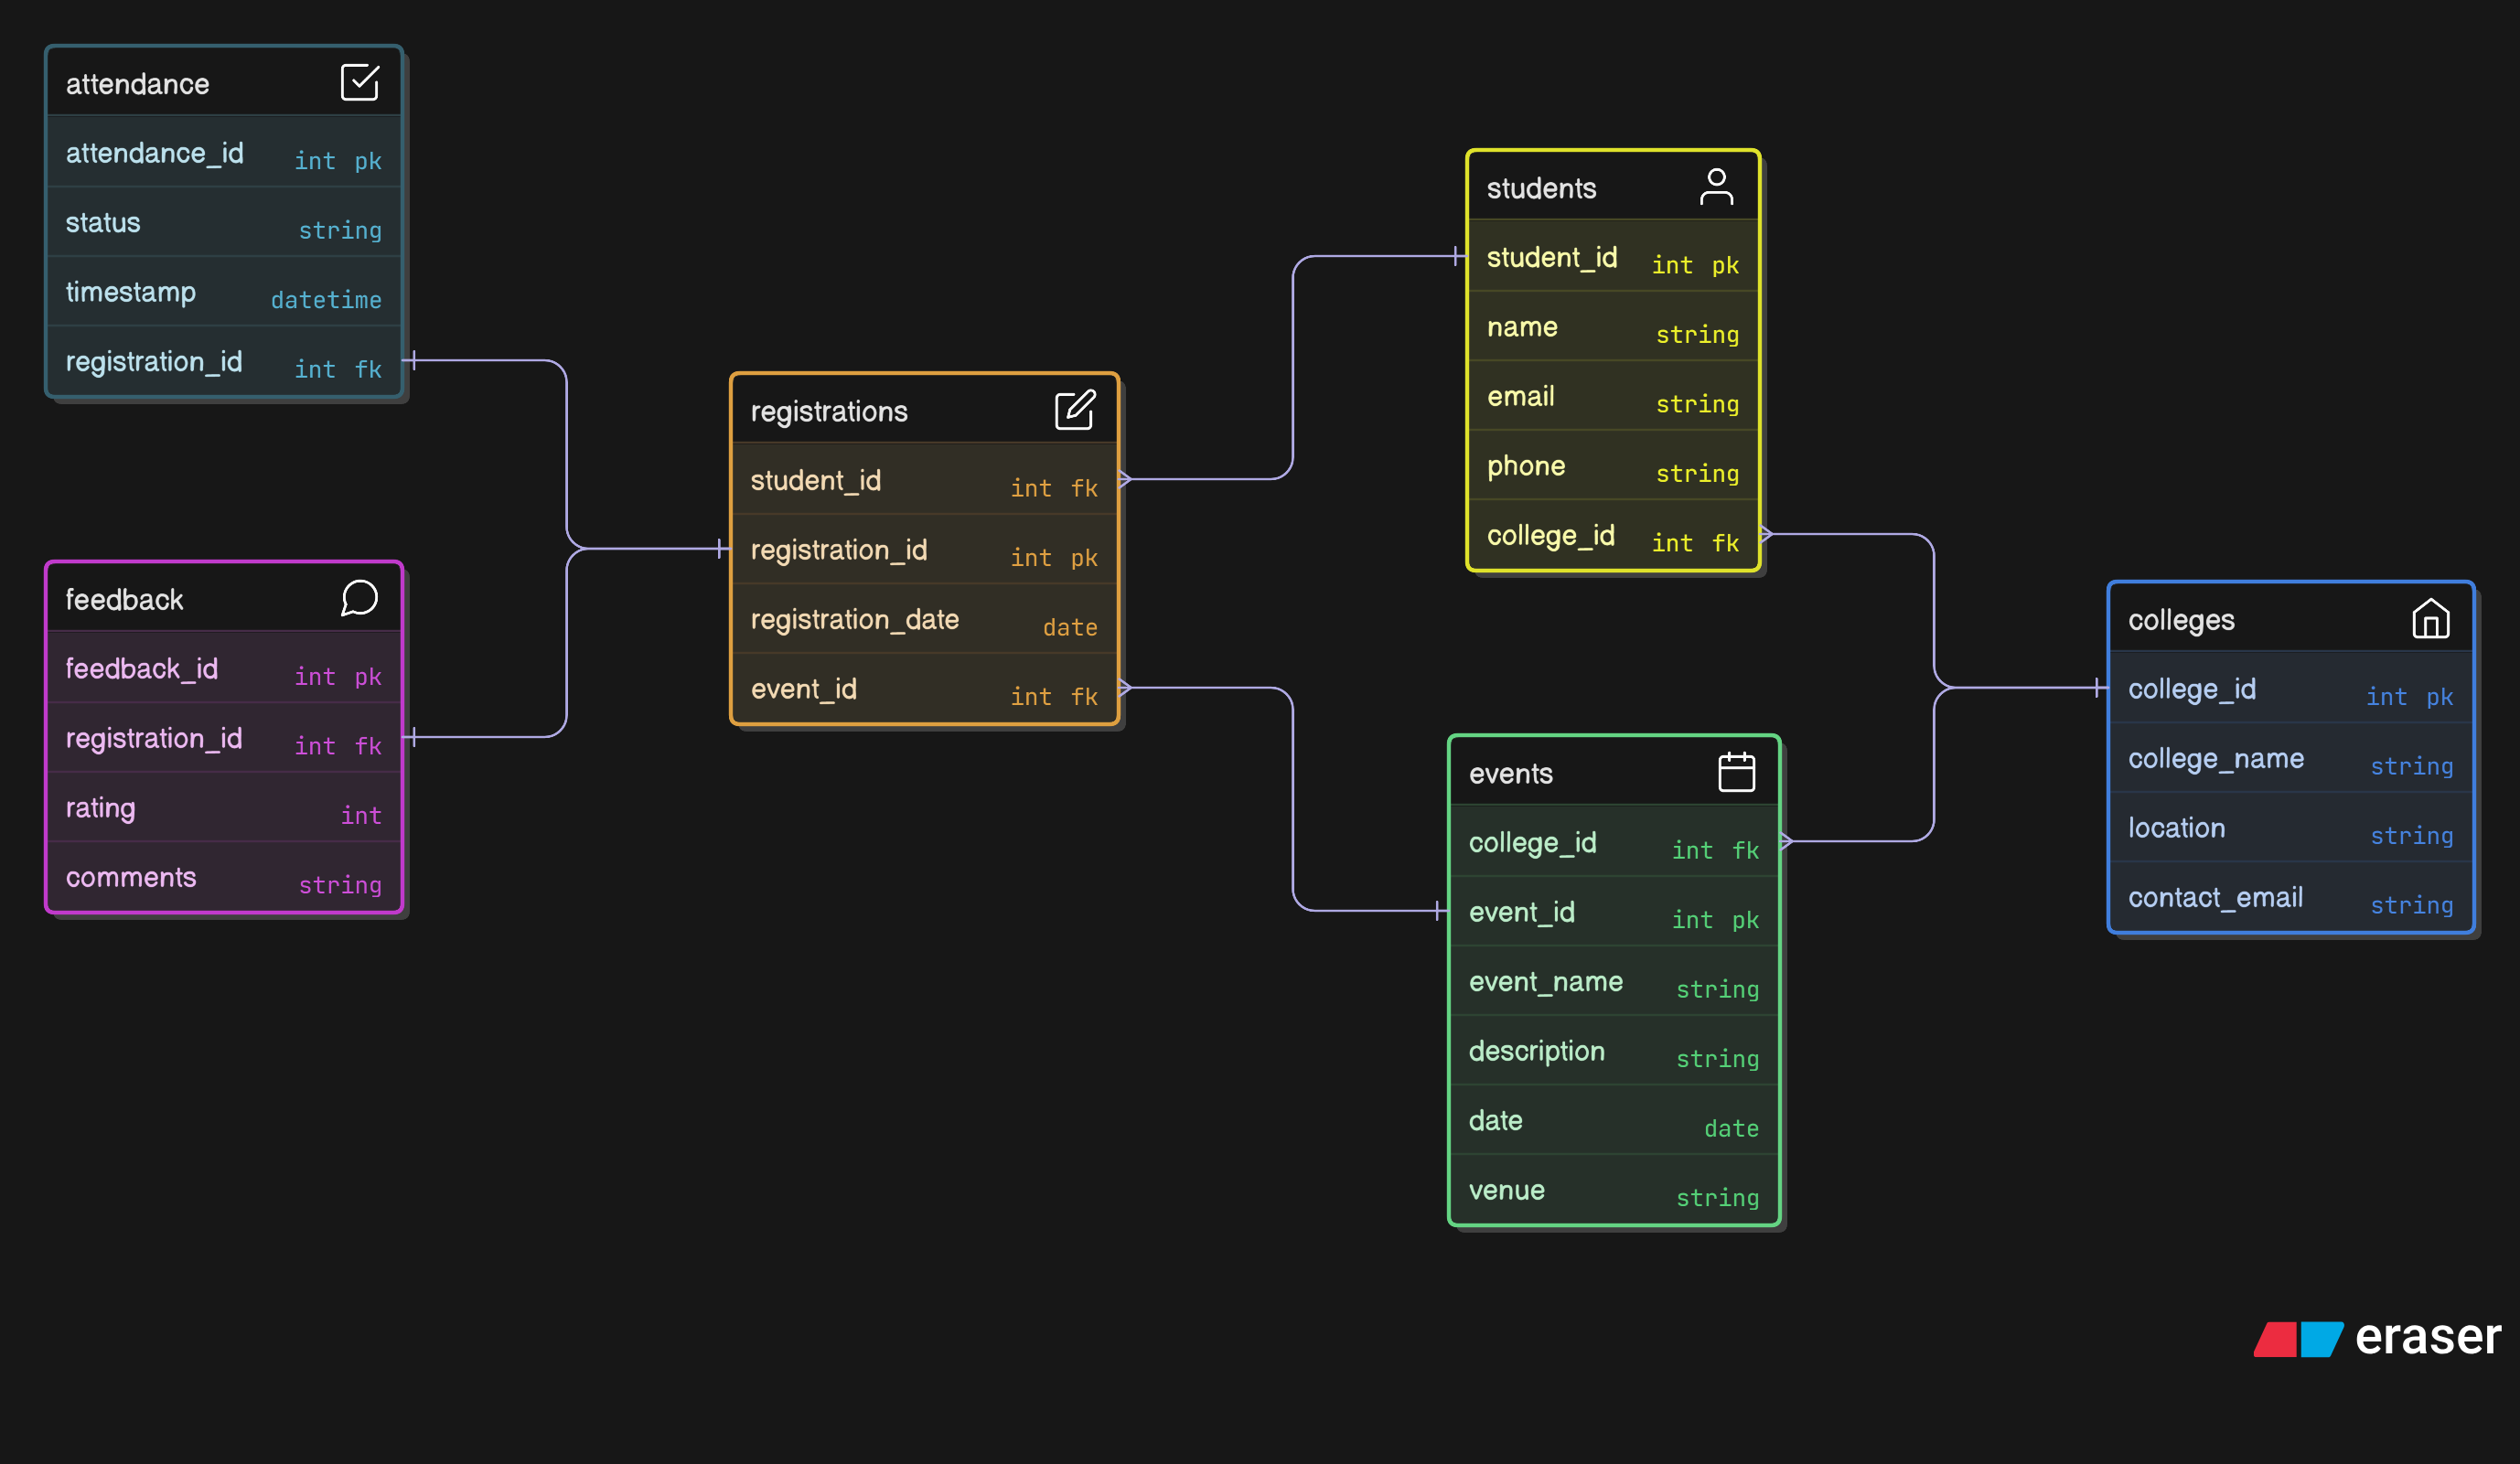 attendance
attendance_id int pk
status string
timestamp datetime
registration_id int fk
feedback
feedback_id int pk
registration_id int fk
rating int
comments string
registrations
student_id int fk
registration_id int pk
registration_date date
event_id int fk
students
student_id int pk
name string
email string
phone string
college_id int fk
events
college_id int fk
event_id int pk
event_name string
description string
date date
venue string
colleges
college_id int pk
college_name string
location string
contact_email string
eraser